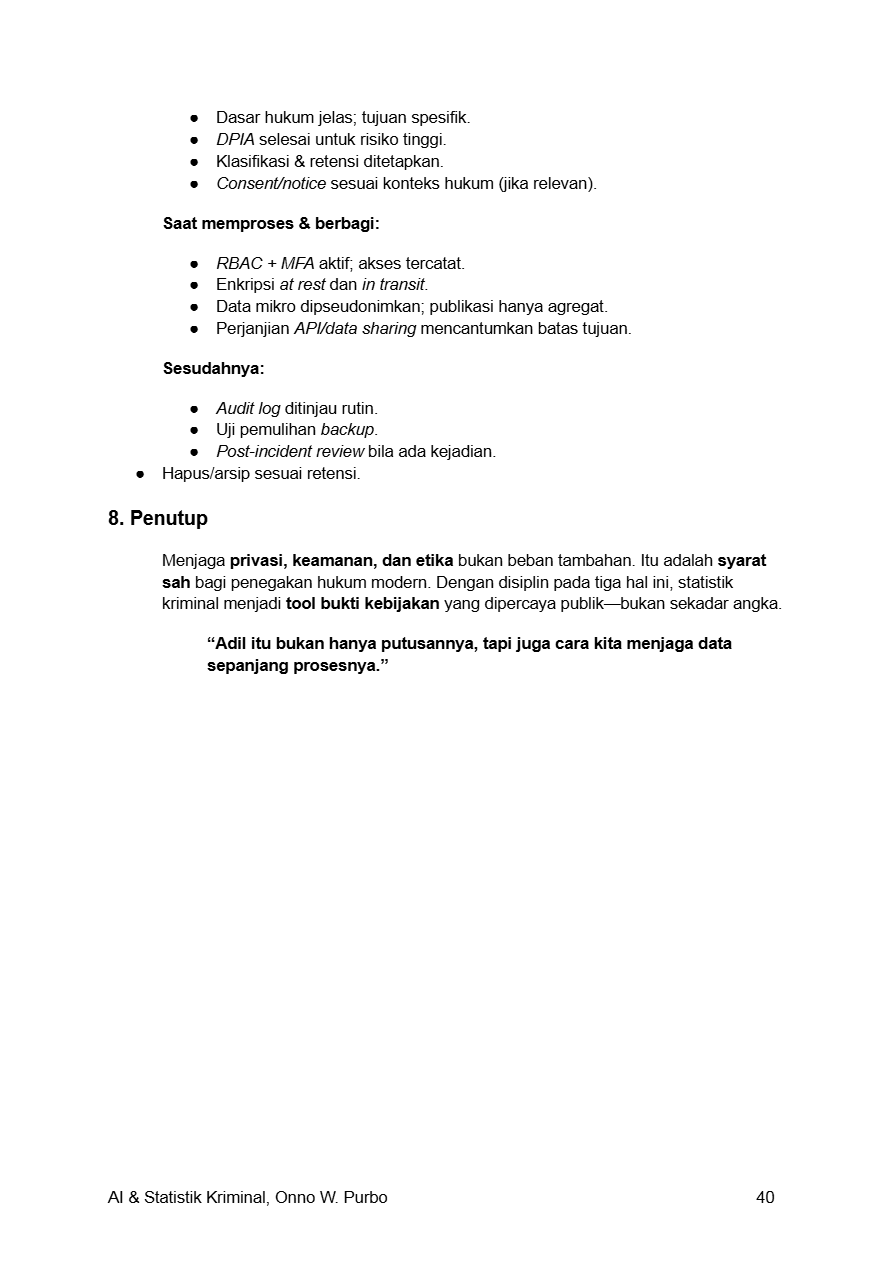 ● Dasar hukum jelas; tujuan spesifik.
● DPIA selesai untuk risiko tinggi.
● Klasifikasi & retensi ditetapkan.
● Consent/notice sesuai konteks hukum (jika relevan).
Saat memproses & berbagi:
● RBAC + MFA aktif; akses tercatat.
● Enkripsi at rest dan in transit.
● Data mikro dipseudonimkan; publikasi hanya agregat.
● Perjanjian API/data sharing mencantumkan batas tujuan.
Sesudahnya:
● Audit log ditinjau rutin.
● Uji pemulihan backup.
● Post-incident review bila ada kejadian.
● Hapus/arsip sesuai retensi.
8. Penutup
Menjaga privasi, keamanan, dan etika bukan beban tambahan. Itu adalah syarat
sah bagi penegakan hukum modern. Dengan disiplin pada tiga hal ini, statistik
kriminal menjadi tool bukti kebijakan yang dipercaya publik—bukan sekadar angka.
“Adil itu bukan hanya putusannya, tapi juga cara kita menjaga data
sepanjang prosesnya.”
AI & Statistik Kriminal, Onno W. Purbo 40